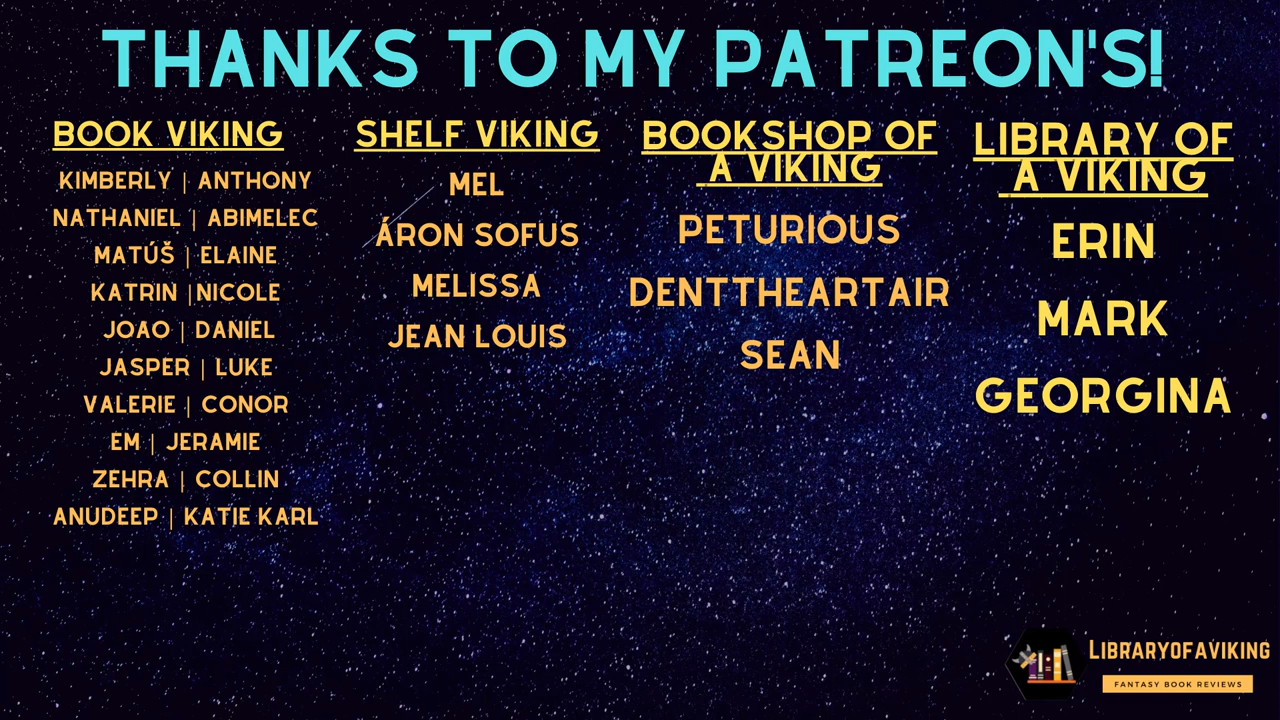 THANKS TO MY PATREON'S!
BOOK VIKING
KIMBERLY | ANTHONY
NATHANIEL | ABIMELEC
MATÚŠ | ELAINE
KATRIN |NICOLE
JOAO | DANIEL
JASPER | LUKE
VALERIE | CONOR
EM | JERAMIE
ZEHRA | COLLIN
ANUDEEP | KATIE KARL
SHELF VIKING
MEL
ÁRON SOFUS
MELISSA
JEAN LOUIS
BOOKSHOP OF
A VIKING
PETURIOUS
DENTTHEARTAIR
SEAN
LIBRARY OF
A VIKING
ERIN
MARK
GEORGINA
LIBRARYOFAVIKING
FANTASY BOOK REVIEWS